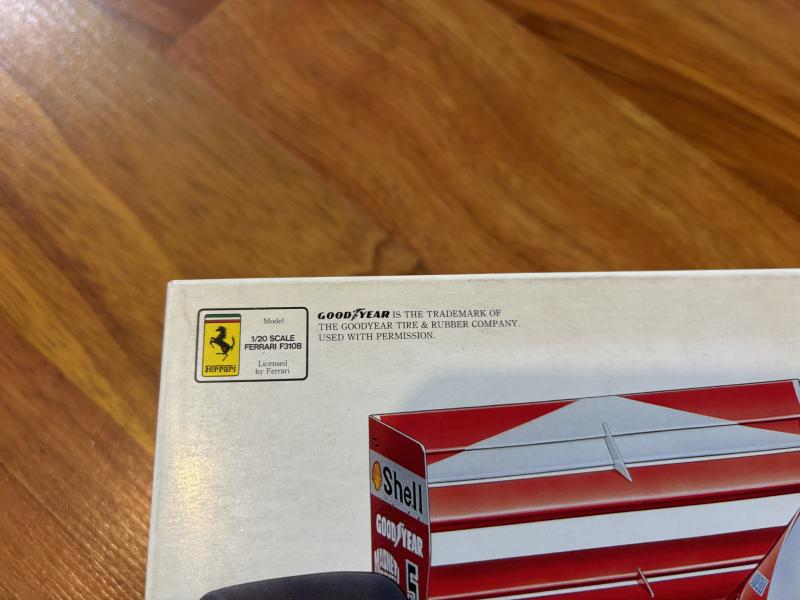 Model
1/20 SCALE
FERRARI F310B
Licensed
by Ferrari
Ferrari
GOODYEAR IS THE TRADEMARK OF
THE GOODYEAR TIRE & RUBBER COMPANY.
USED WITH PERMISSION.
Shell
GOODYEAR
5